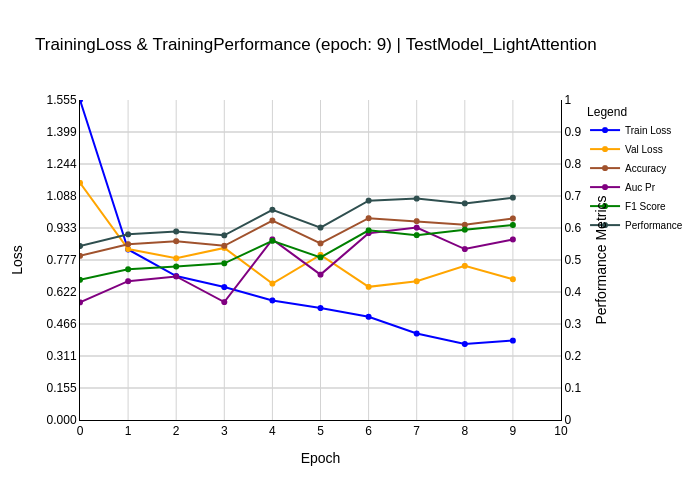 TrainingLoss & TrainingPerformance (epoch: 9) | TestModel_LightAttention
1.555
1.399
1.244
1.088
0.933
0.777
0.622
0.466
0.311
0.155
0.000
Loss
0 1 2 3 4 5 6 7 8 9 10
Epoch
1
0.9
0.8
0.7
0.6
0.5
0.4
0.3
0.2
0.1
0
Performance Metrics
Legend
Train Loss
Val Loss
Accuracy
Auc Pr
F1 Score
Performance